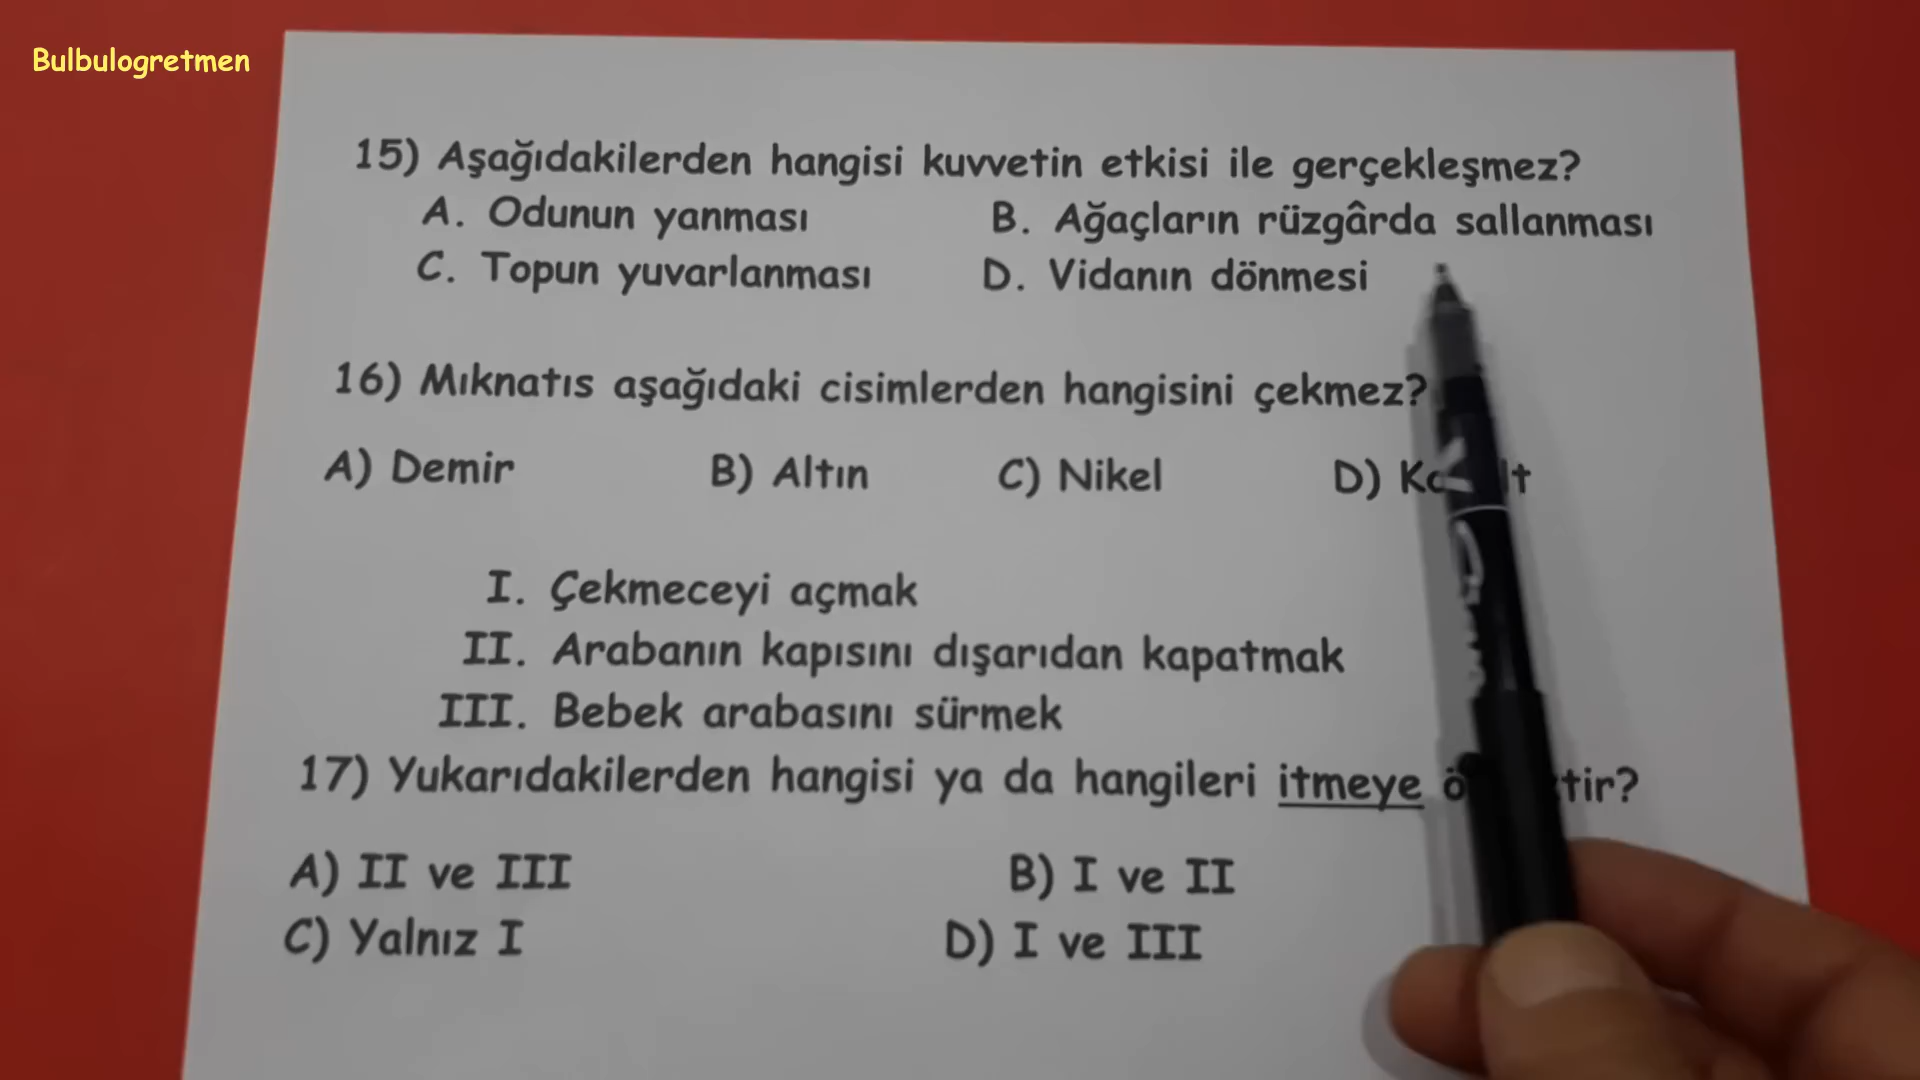 Bulbulogretmen
15) Aşağıdakilerden hangisi kuvvetin etkisi ile gerçekleşmez?
A. Odunun yanması B. Ağaçların rüzgârda sallanması
C. Topun yuvarlanması D. Vidanın dönmesi
16) Mıknatıs aşağıdaki cisimlerden hangisini çekmez?
A) Demir B) Altın C) Nikel D)
I. Çekmeceyi açmak
II. Arabanın kapısını dışarıdan kapatmak
III. Bebek arabasını sürmek
17) Yukarıdakilerden hangisi ya da hangileri itmeye
A) II ve III B) I ve II
C) Yalnız I D) I ve III